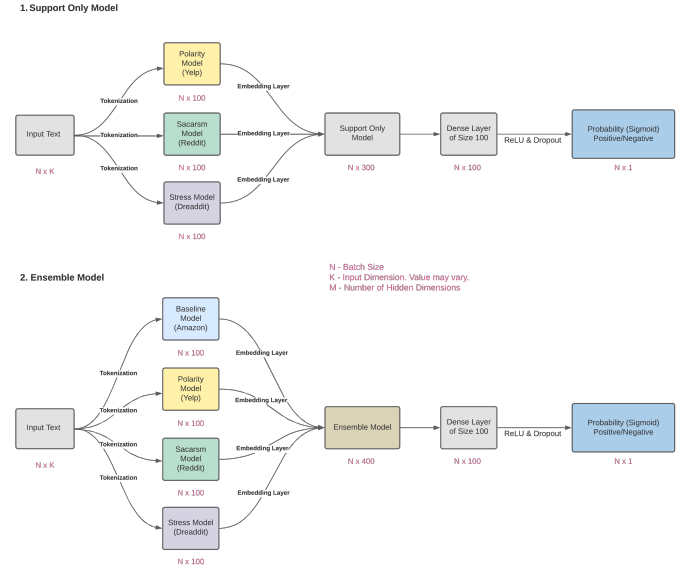 1. Support Only Model
Polarity
Model
(Yelp)
Tokenization
Embedding Layer
N x 100
Input Text
Tokenization
Sacarsm
Model
(Reddit)
Embedding Layer
Support Only
Model
Dense Layer
of Size 100
ReLU & Dropout
Probability (Sigmoid)
Positive/Negative
N x K
Tokenization
N x 100
Embedding Layer
N x 300
N x 100
N x 1
Stress Model
(Dreaddit)
N x 100
N - Batch Size
K - Input Dimension. Value may vary.
M - Number of Hidden Dimensions
2. Ensemble Model
Baseline
Model
(Amazon)
N x 100
Embedding Layer
Tokenization
Polarity
Model
(Yelp)
Embedding Layer
Tokenization
N x 100
Input Text
Ensemble Model
Dense Layer
of Size 100
ReLU & Dropout
Probability (Sigmoid)
Positive/Negative
Tokenization
Sacarsm
Model
(Reddit)
Embedding Layer
N x K
N x 400
N x 100
N x 1
Tokenization
N x 100
Embedding Layer
Stress Model
(Dreaddit)
N x 100